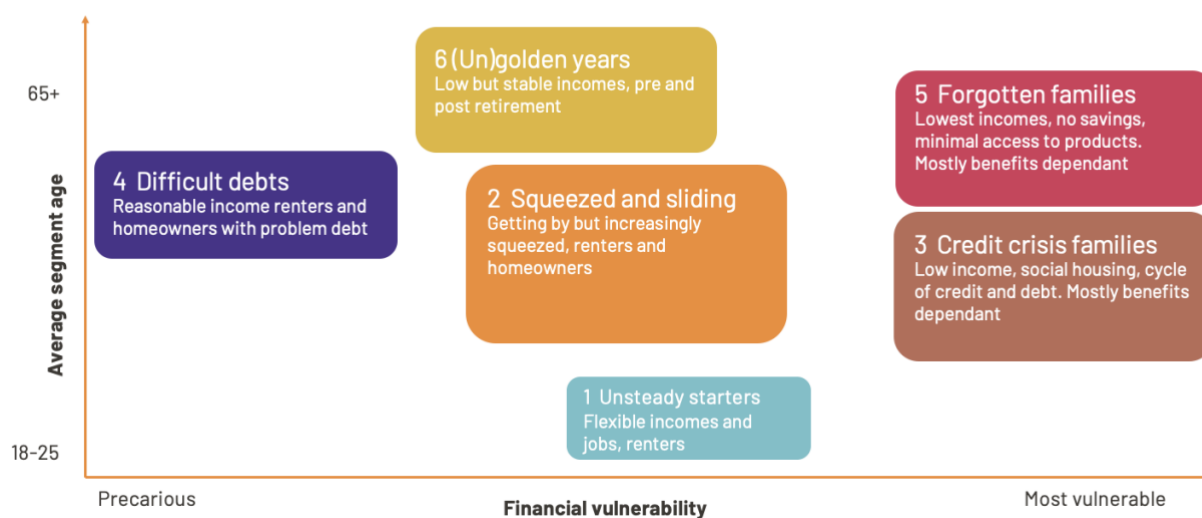 6 (Un)golden years
Low but stable incomes, pre and
post retirement
65+
5 Forgotten families
Lowest incomes, no savings,
minimal access to products.
Mostly benefits dependant
4 Difficult debts
Reasonable income renters and
homeowners with problem debt
2 Squeezed and sliding
Getting by but increasingly
squeezed, renters and
homeowners
3 Credit crisis families
Low income, social housing, cycle
of credit and debt. Mostly benefits
dependant
Average segment age
1 Unsteady starters
Flexible incomes and
jobs, renters
18-25
Precarious
Financial vulnerability
Most vulnerable